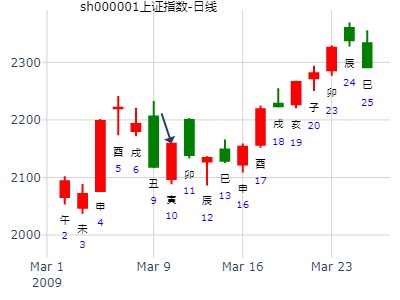 sh000001上证指数-日线
2300
2200
2100
2000
午
2
未
3
申
4
酉
5
戌
6
丑
9
寅
10
卯
11
辰
12
巳
13
申
16
酉
17
戌
18
亥
19
子
20
卯
23
辰
24
巳
25
Mar 1
2009
Mar 9
Mar 16
Mar 23